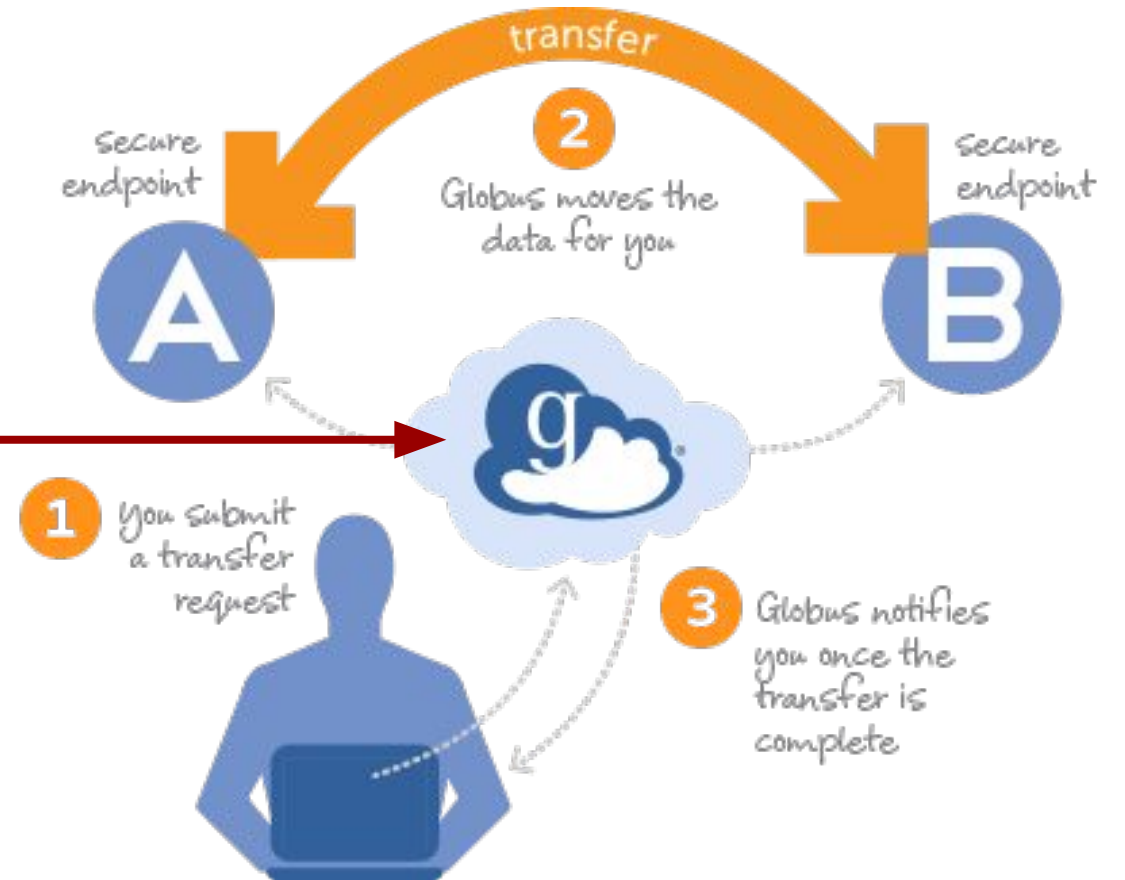 transfer
2
secure
endpoint
Globus moves the
data for you
secure
endpoint
A
B
g
®
1
You submit
a transfer
request
3
Globus notifies
you once the
transfer is
complete